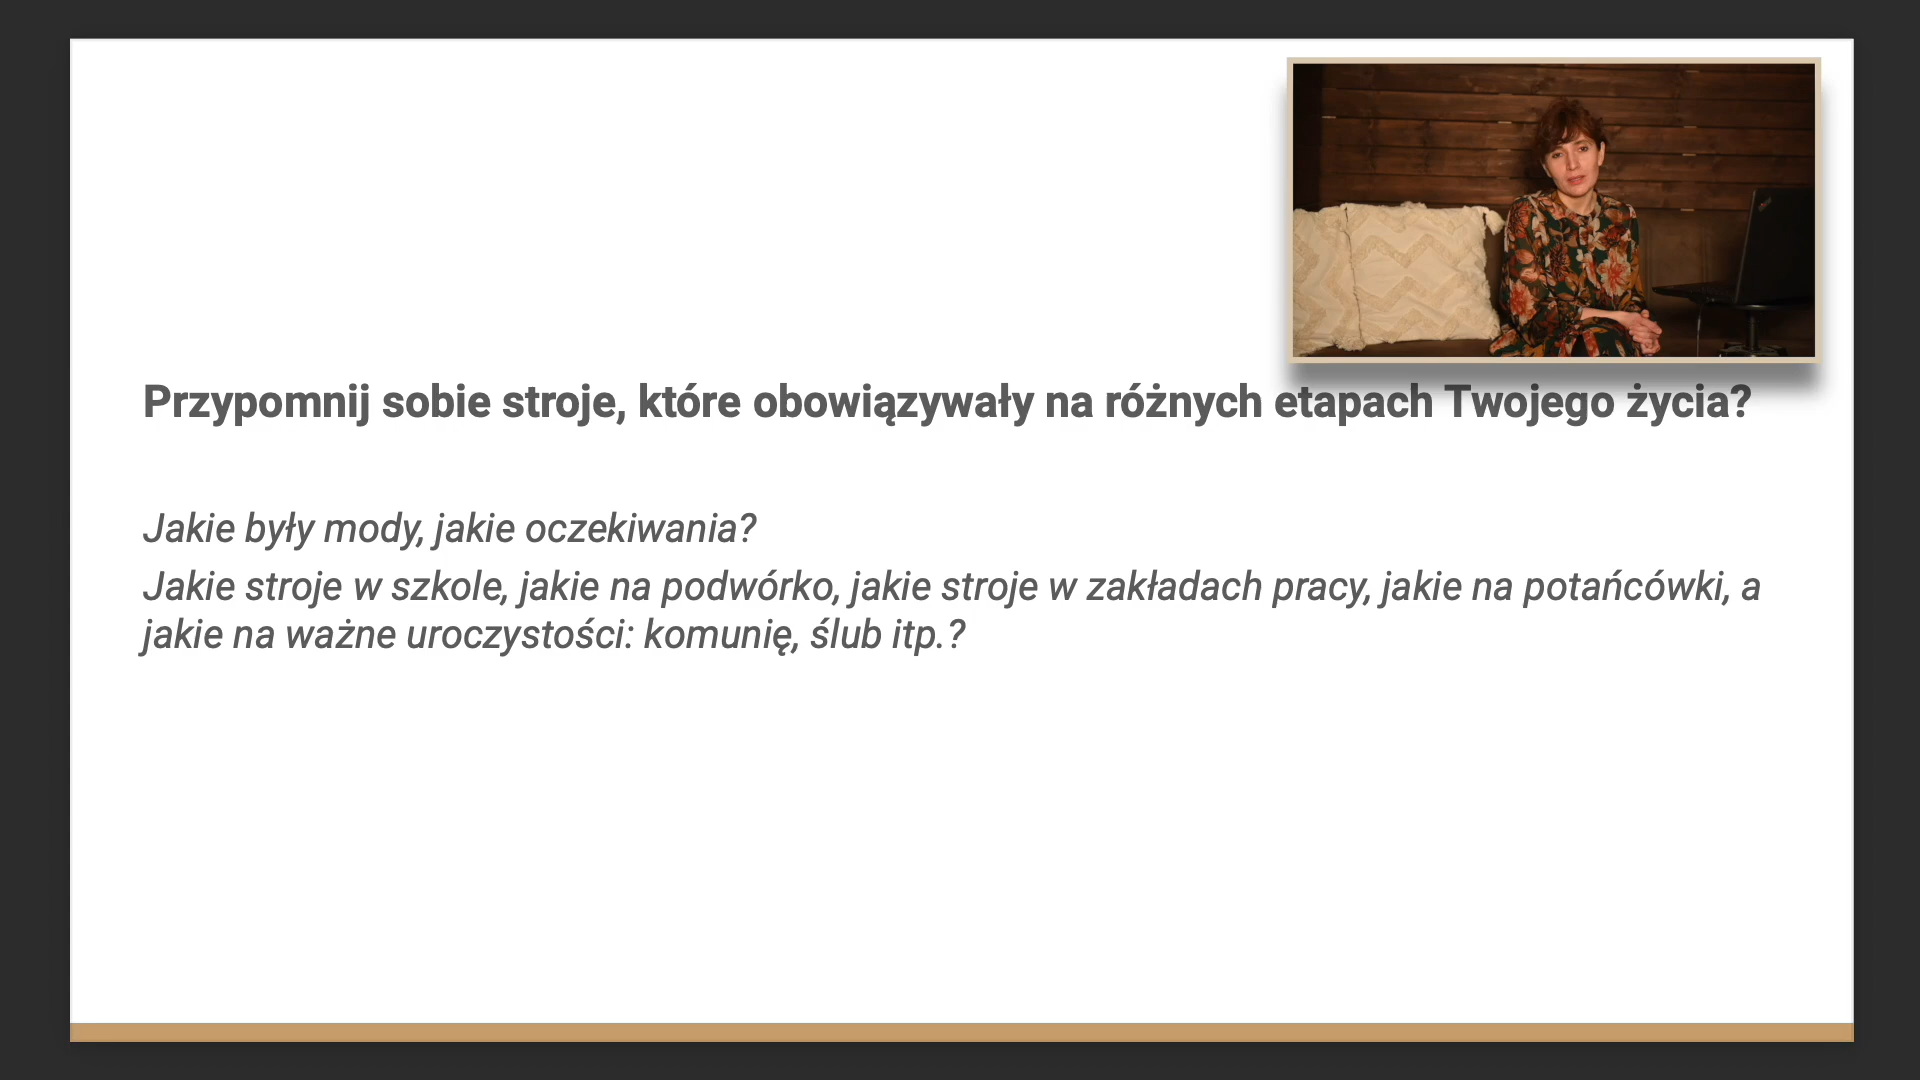 Przypomnij sobie stroje, które obowiązywały na różnych etapach Twojego życia?
Jakie były mody, jakie oczekiwania?
Jakie stroje w szkole, jakie na podwórko, jakie stroje w zakładach pracy, jakie na potańcówki, a
jakie na ważne uroczystości: komunię, ślub itp.?